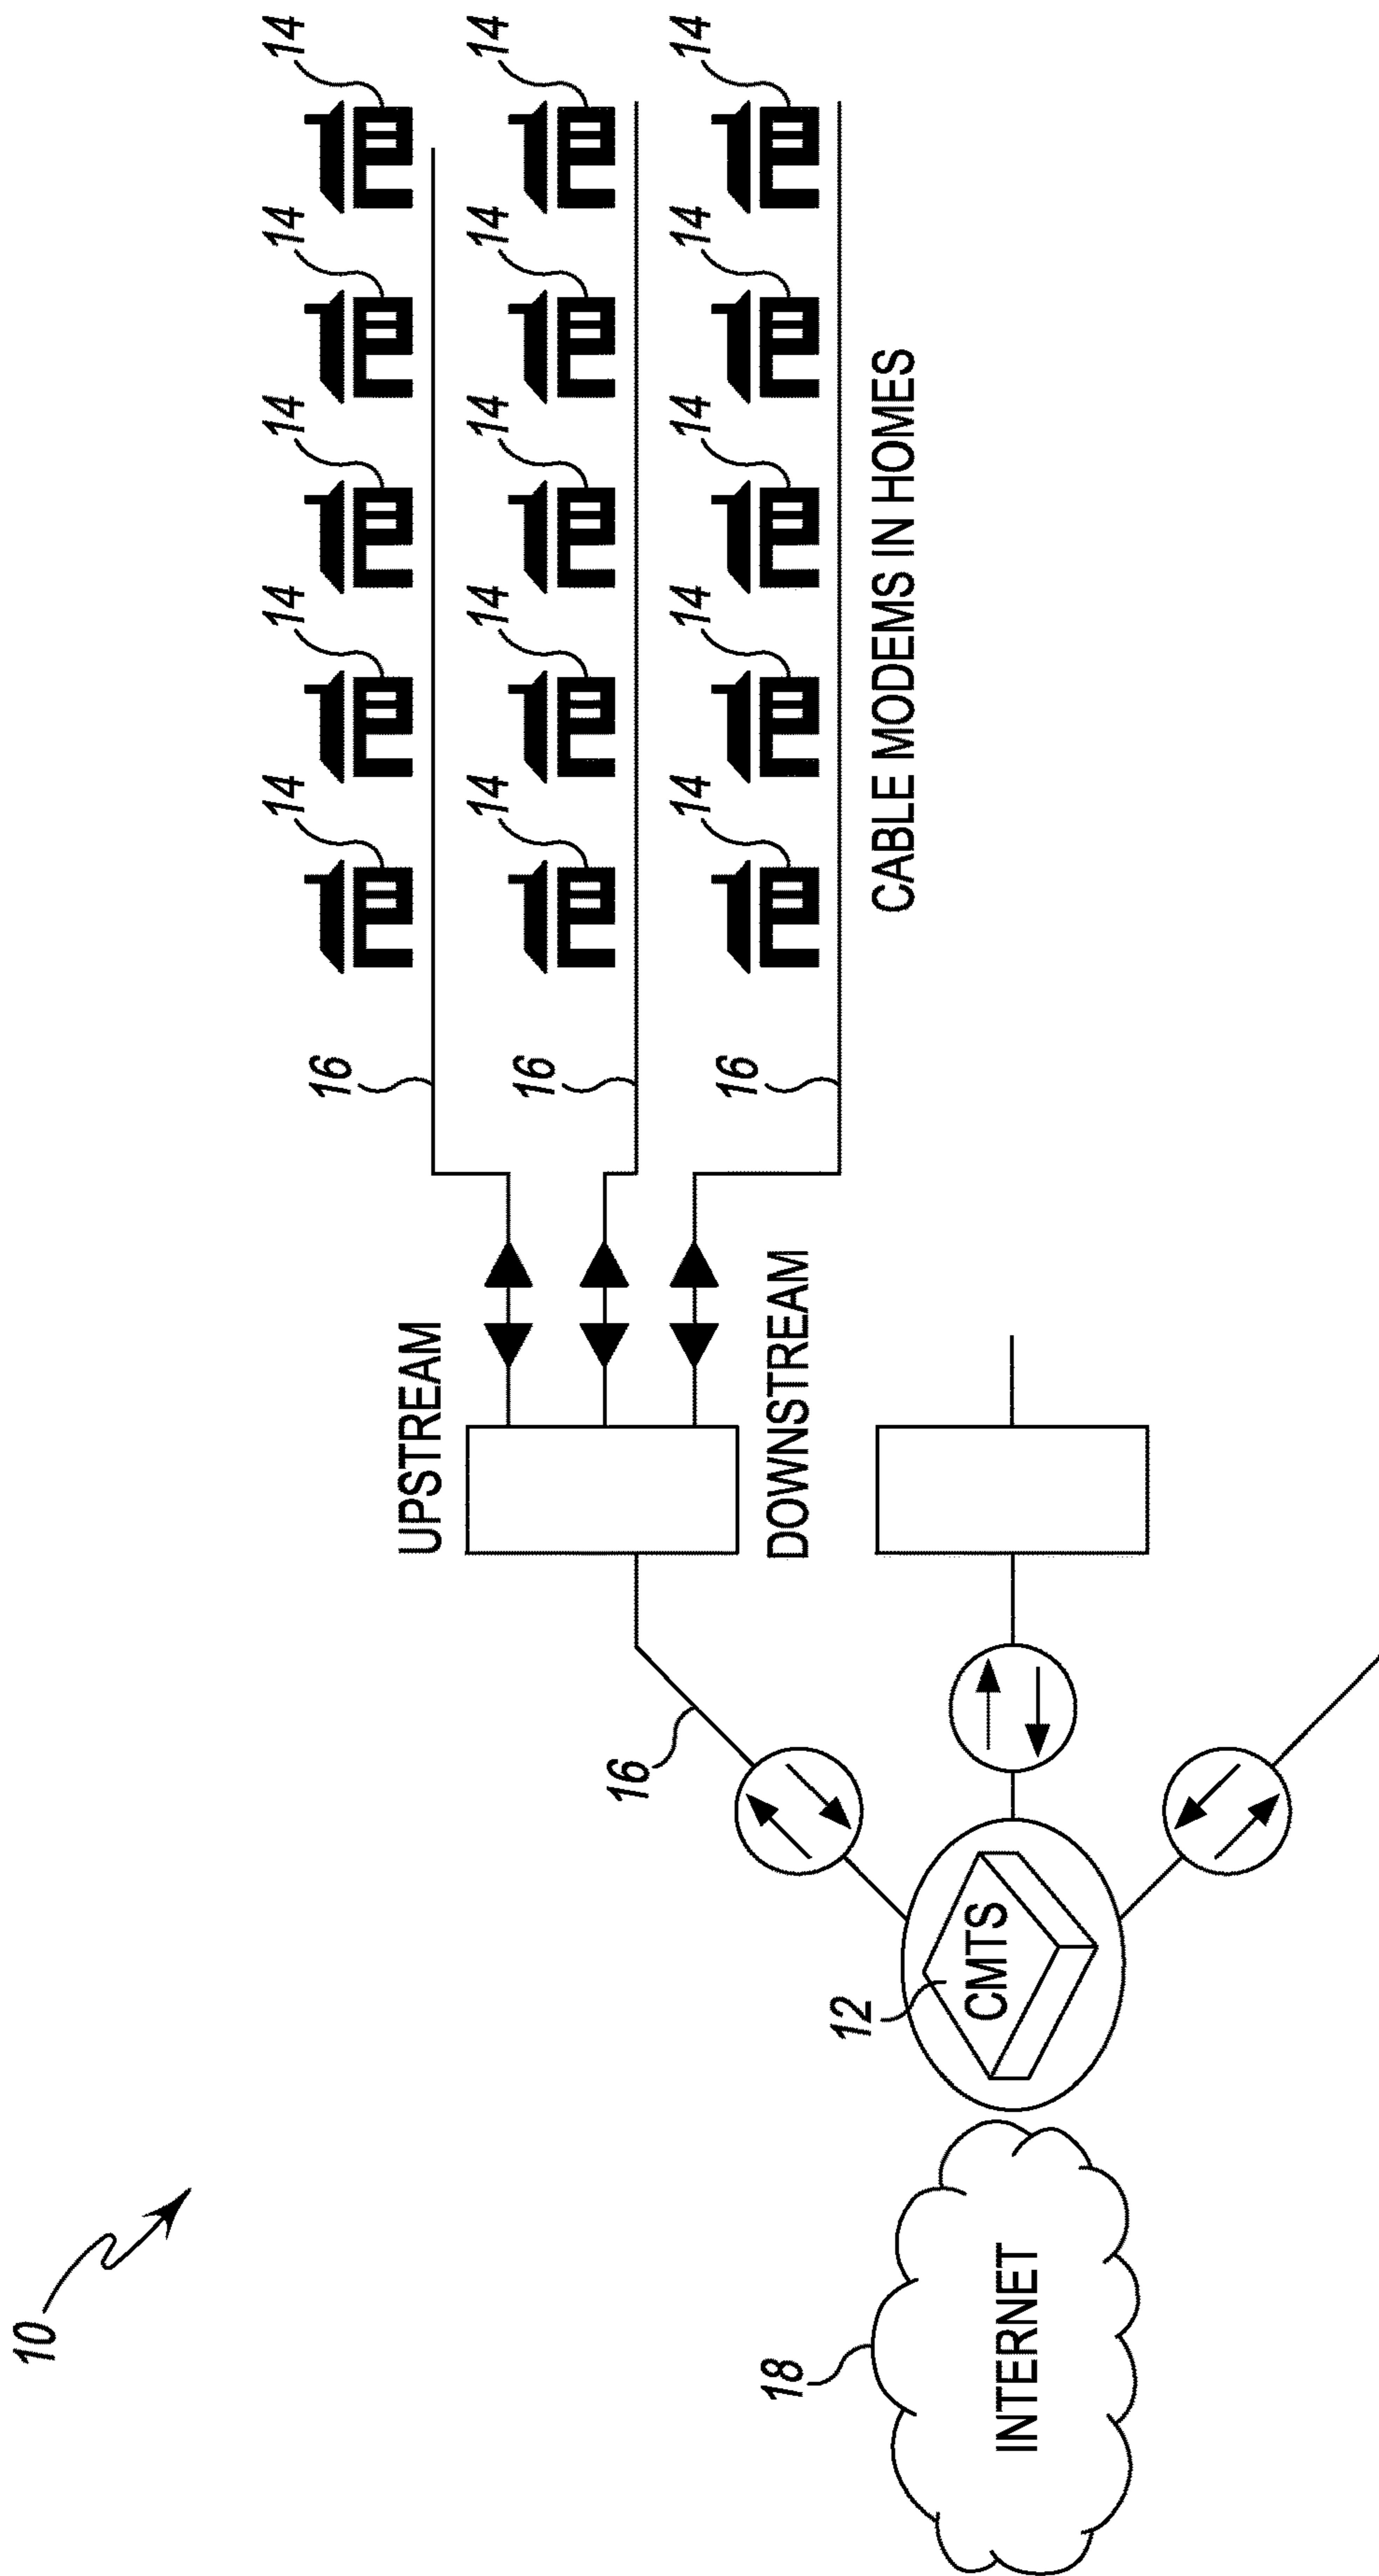 10
14 14 14 14 14
16
UPSTREAM
14 14 14 14 14
16
16
14 14 14 14 14
16
DOWNSTREAM
CABLE MODEMS IN HOMES
12
CMTS
18
INTERNET